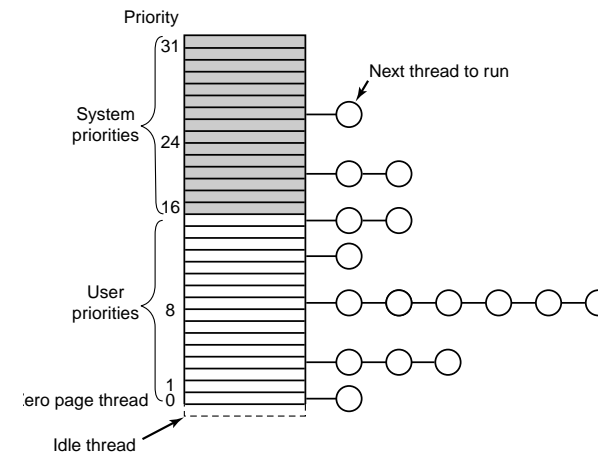 Priority
31
Next thread to run
System
priorities
24
16
User
priorities
8
1
ero page thread 0
Idle thread